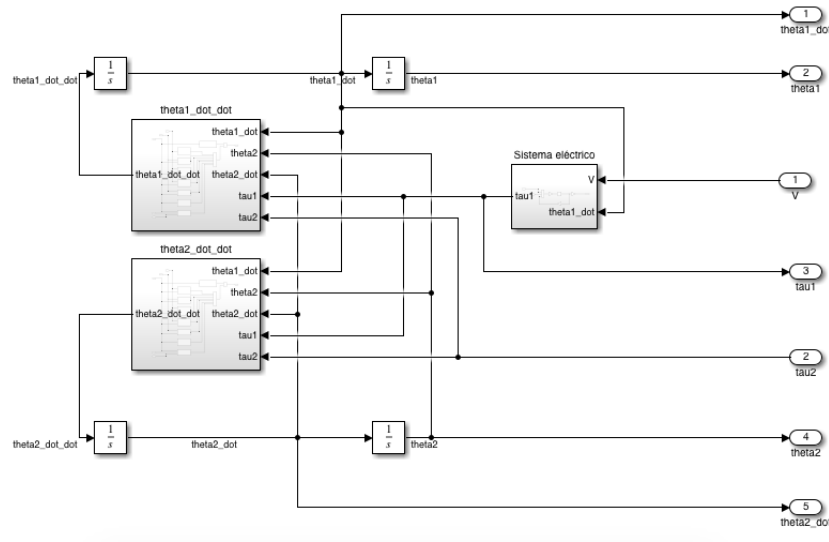 1
theta1_dot
1
s
1
s
2
theta1_dot_dot
theta1_dot
theta1
theta1
theta1_dot_dot
theta1_dot
theta2
theta1_dot_dot
theta2_dot
tau1
tau2
Sistema eléctrico
V
tau1
theta1_dot
1
V
theta2_dot_dot
theta1_dot
theta2
theta2_dot_dot
theta2_dot
tau1
tau2
3
tau1
2
tau2
1
s
1
s
4
theta2_dot_dot
theta2_dot
theta2
theta2
5
theta2_dot